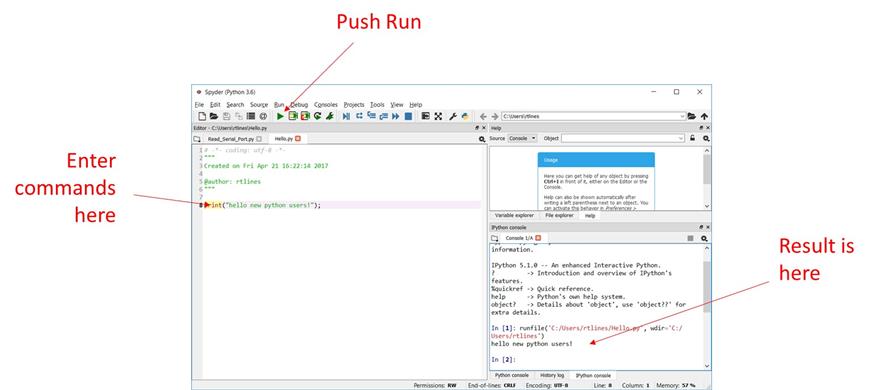 Push Run
Enter
commands
here
Result is
here
Spyder (Python 3.6)
File Edit Search Source Run Debug Consoles Projects Tools View Help
C:\Users\rtlines
Editor - C:\Users\rtlines\Hello.py
Read_Serial_Port.py Hello.py
1 # -*- coding: utf-8 -*-
2 """
3 Created on Fri Apr 21 16:22:14 2017
4
5 @author: rtlines
6 """
7
8 print("hello new python users!");
Help
Source Console Object
Usage
Here you can get help of any object by pressing
Ctrl+I in front of it, either on the Editor or the
Console.
Help can also be shown automatically after
writing a left parenthesis next to an object. You
can activate this behavior in Preferences >
Variable explorer File explorer Help
IPython console
Console 1/A
information.
IPython 5.1.0 -- An enhanced Interactive Python.
? -> Introduction and overview of IPython's
features.
%quickref -> Quick reference.
help -> Python's own help system.
object? -> Details about 'object', use 'object??' for
extra details.
In [1]: runfile('C:/Users/rtlines/Hello.py', wdir='C:/
Users/rtlines')
hello new python users!
In [2]:
Python console History log IPython console
Permissions: RW End-of-lines: CRLF Encoding: UTF-8 Line: 8 Column: 1 Memory: 57 %